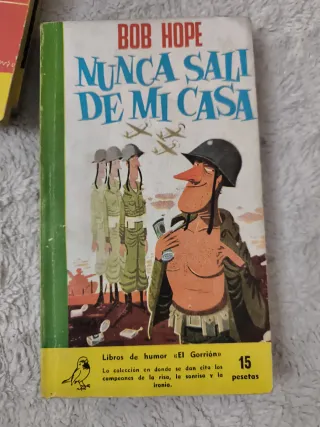 BOB HOPE
NUNCA SALI
DE MI CASA
Libros de humor «El Gorrión»
La colección en donde se dan cita los
campeones de la risa, la sonrisa y la
ironía.
15
pesetas